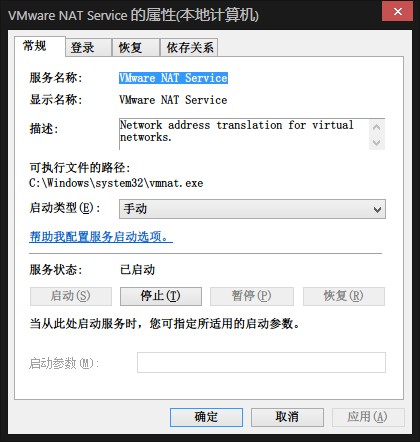 VMware NAT Service 的属性(本地计算机)
常规 登录 恢复 依存关系
服务名称: VMware NAT Service
显示名称: VMware NAT Service
描述: Network address translation for virtual
networks.
可执行文件的路径:
C:\Windows\system32\vmnat.exe
启动类型(E): 手动
帮助我配置服务启动选项。
服务状态: 已启动
启动(S) 停止(T) 暂停(P) 恢复(R)
当从此处启动服务时，您可指定所适用的启动参数。
启动参数(M):
确定 取消 应用(A)